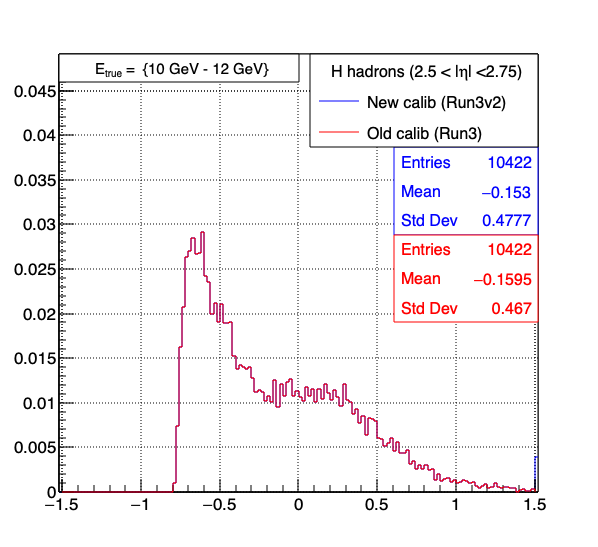 E_true = {10 GeV - 12 GeV}
H hadrons (2.5 < |η| <2.75)
New calib (Run3v2)
Old calib (Run3)
Entries 10422
Mean −0.153
Std Dev 0.4777
Entries 10422
Mean −0.1595
Std Dev 0.467
0.045
0.04
0.035
0.03
0.025
0.02
0.015
0.01
0.005
0
−1.5 −1 −0.5 0 0.5 1 1.5